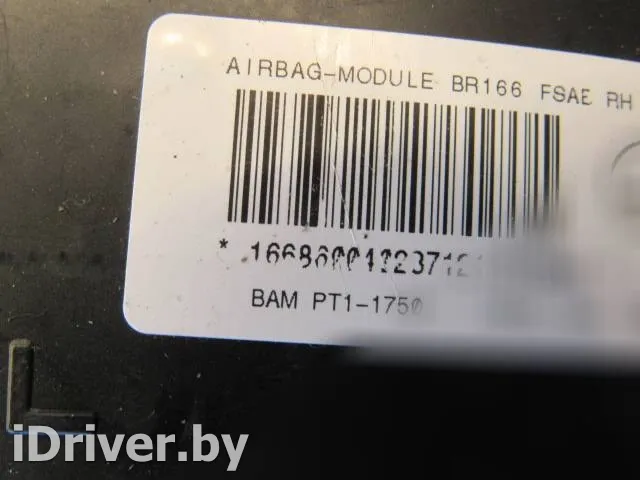 AIRBAG-MODULE BR166 FSAE RH
BAM PT1-1750
iDriver.by